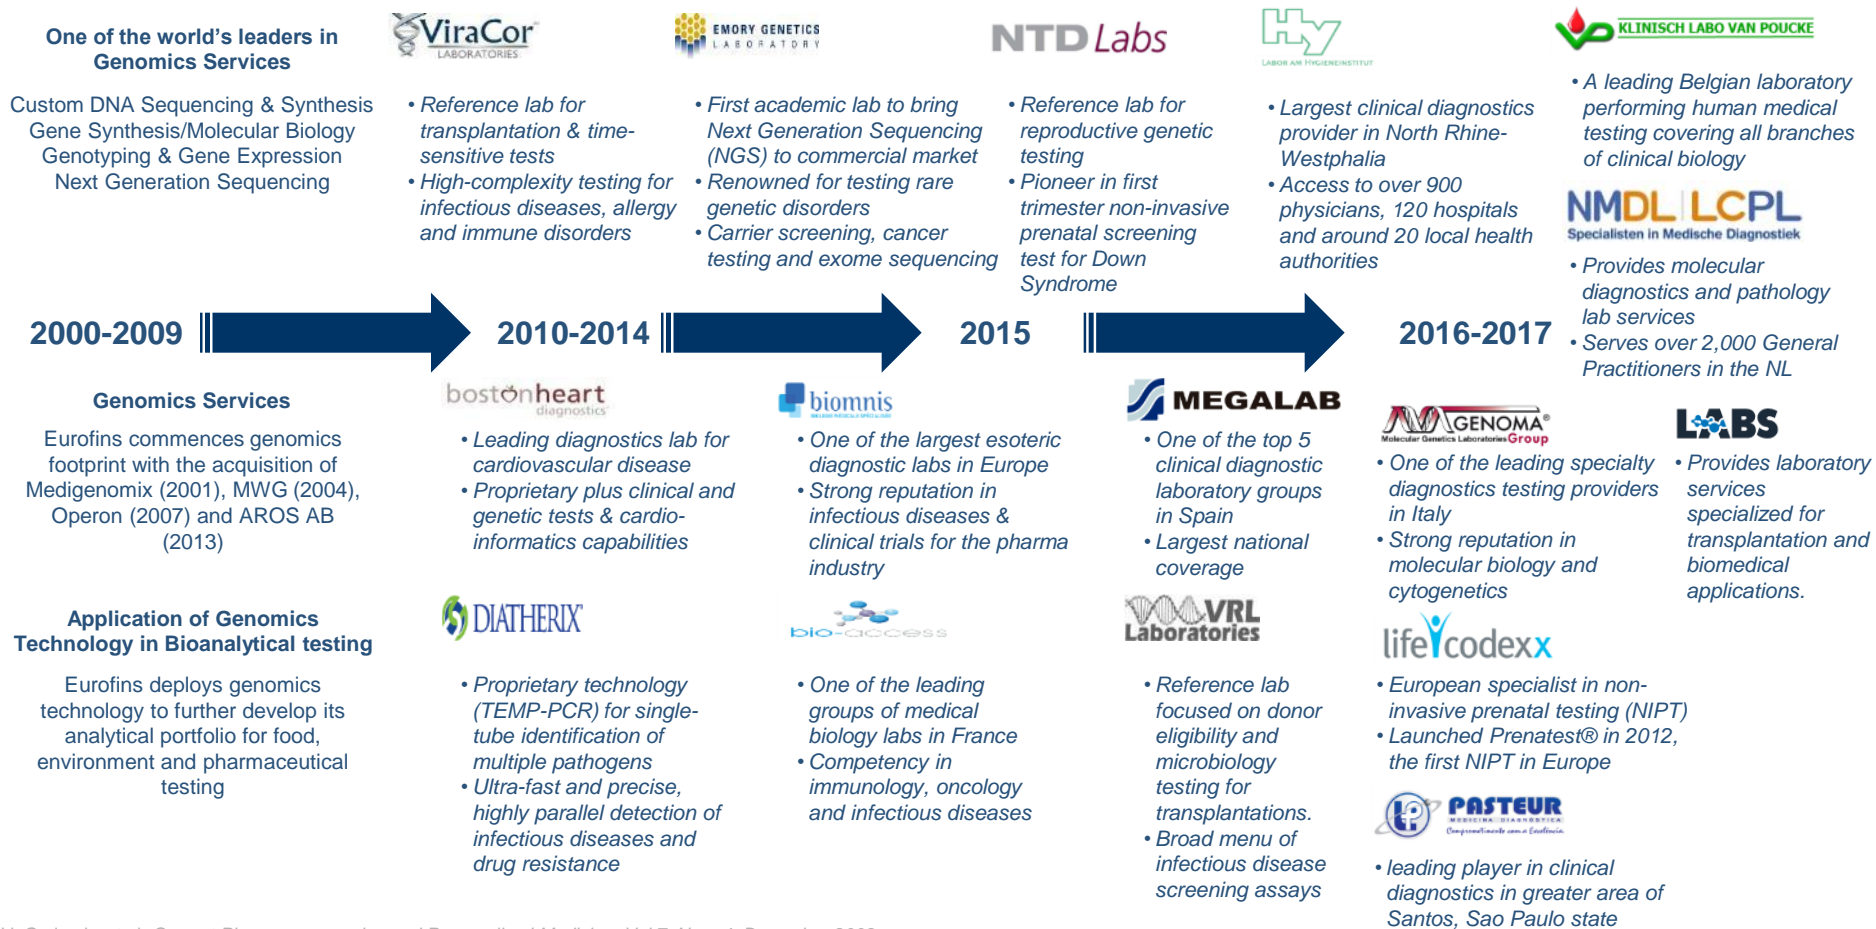 One of the world's leaders in
Genomics Services
Custom DNA Sequencing & Synthesis
Gene Synthesis/Molecular Biology
Genotyping & Gene Expression
Next Generation Sequencing
ViraCor
LABORATORIES
• Reference lab for
transplantation & time-
sensitive tests
• High-complexity testing for
infectious diseases, allergy
and immune disorders
EMORY GENETICS
LABORATORY
• First academic lab to bring
Next Generation Sequencing
(NGS) to commercial market
• Renowned for testing rare
genetic disorders
• Carrier screening, cancer
testing and exome sequencing
NTD Labs
• Reference lab for
reproductive genetic
testing
• Pioneer in first
trimester non-invasive
prenatal screening
test for Down
Syndrome
Hy
LABOR AM HYGIENEINSTITUT
• Largest clinical diagnostics
provider in North Rhine-
Westphalia
• Access to over 900
physicians, 120 hospitals
and around 20 local health
authorities
KLINISCH LABO VAN POUCKE
• A leading Belgian laboratory
performing human medical
testing covering all branches
of clinical biology
NMDL LCPL
Specialisten in Medische Diagnostiek
• Provides molecular
diagnostics and pathology
lab services
• Serves over 2,000 General
Practitioners in the NL
2000-2009
2010-2014
2015
2016-2017
Genomics Services
Eurofins commences genomics
footprint with the acquisition of
Medigenomix (2001), MWG (2004),
Operon (2007) and AROS AB
(2013)
Application of Genomics
Technology in Bioanalytical testing
Eurofins deploys genomics
technology to further develop its
analytical portfolio for food,
environment and pharmaceutical
testing
bostonheart
diagnostics
• Leading diagnostics lab for
cardiovascular disease
• Proprietary plus clinical and
genetic tests & cardio-
informatics capabilities
DIATHERIX
• Proprietary technology
(TEMP-PCR) for single-
tube identification of
multiple pathogens
• Ultra-fast and precise,
highly parallel detection of
infectious diseases and
drug resistance
biomnis
• One of the largest esoteric
diagnostic labs in Europe
• Strong reputation in
infectious diseases &
clinical trials for the pharma
industry
bio-access
• One of the leading
groups of medical
biology labs in France
• Competency in
immunology, oncology
and infectious diseases
MEGALAB
• One of the top 5
clinical diagnostic
laboratory groups
in Spain
• Largest national
coverage
VRL
Laboratories
• Reference lab
focused on donor
eligibility and
microbiology
testing for
transplantations.
• Broad menu of
infectious disease
screening assays
GENOMA®
Molecular Genetics Laboratories Group
• One of the leading specialty
diagnostics testing providers
in Italy
• Strong reputation in
molecular biology and
cytogenetics
LABS
• Provides laboratory
services
specialized for
transplantation and
biomedical
applications.
lifecodexx
• European specialist in non-
invasive prenatal testing (NIPT)
• Launched Prenatest® in 2012,
the first NIPT in Europe
PASTEUR
MEDICINA DIAGNÓSTICA
Comprometimento com a Excelência
• leading player in clinical
diagnostics in greater area of
Santos, Sao Paulo state